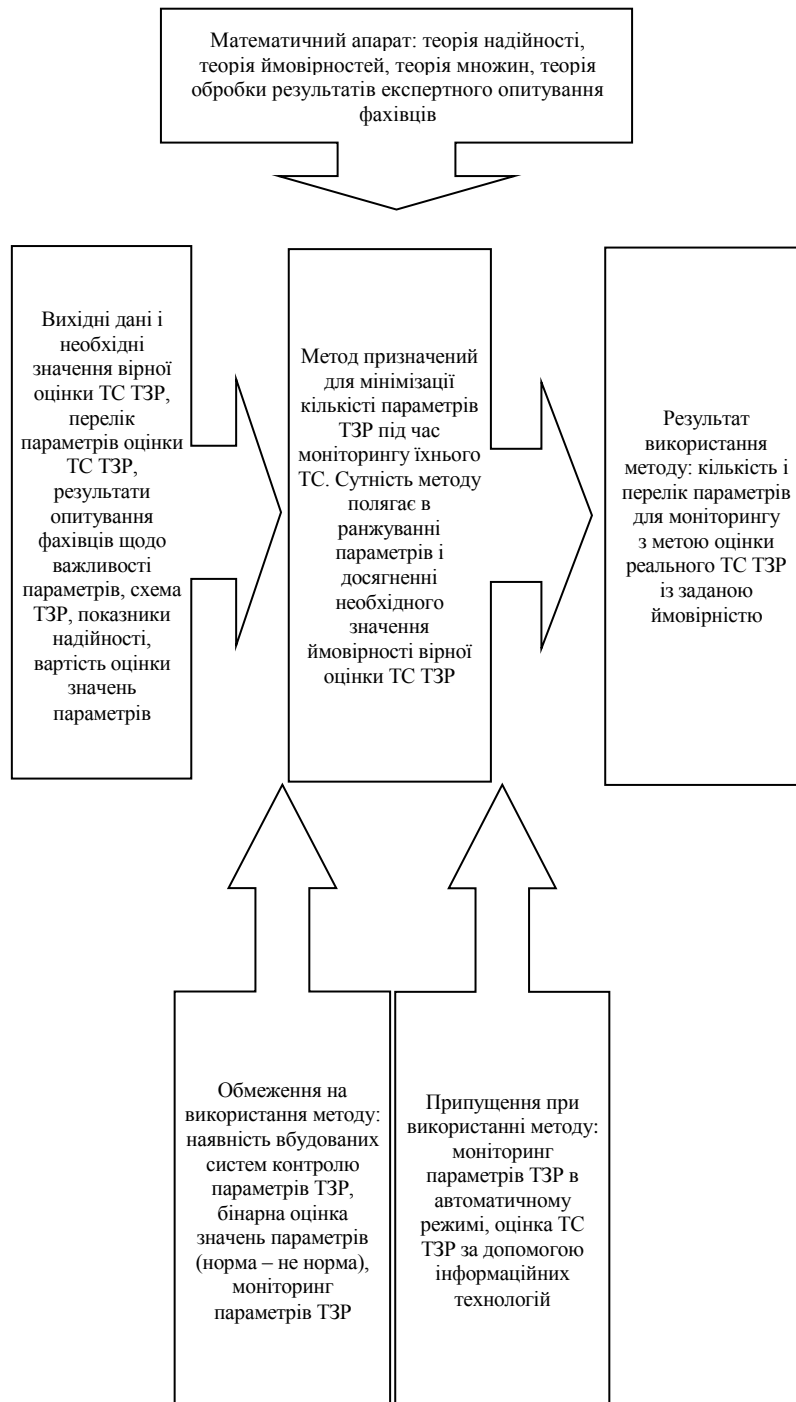 Математичний апарат: теорія надійності,
теорія ймовірностей, теорія множин, теорія
обробки результатів експертного опитування
фахівців
Вихідні дані і
необхідні
значення вірної
оцінки ТС ТЗР,
перелік
параметрів оцінки
ТС ТЗР,
результати
опитування
фахівців щодо
важливості
параметрів, схема
ТЗР, показники
надійності,
вартість оцінки
значень
параметрів
Метод призначений
для мінімізації
кількості параметрів
ТЗР під час
моніторингу їхнього
ТС. Сутність методу
полягає в
ранжуванні
параметрів і
досягненні
необхідного
значення
ймовірності вірної
оцінки ТС ТЗР
Результат
використання
методу: кількість і
перелік параметрів
для моніторингу
з метою оцінки
реального ТС ТЗР
із заданою
ймовірністю
Обмеження на
використання методу:
наявність вбудованих
систем контролю
параметрів ТЗР,
бінарна оцінка
значень параметрів
(норма – не норма),
моніторинг
параметрів ТЗР
Припущення при
використанні методу:
моніторинг
параметрів ТЗР в
автоматичному
режимі, оцінка ТС
ТЗР за допомогою
інформаційних
технологій